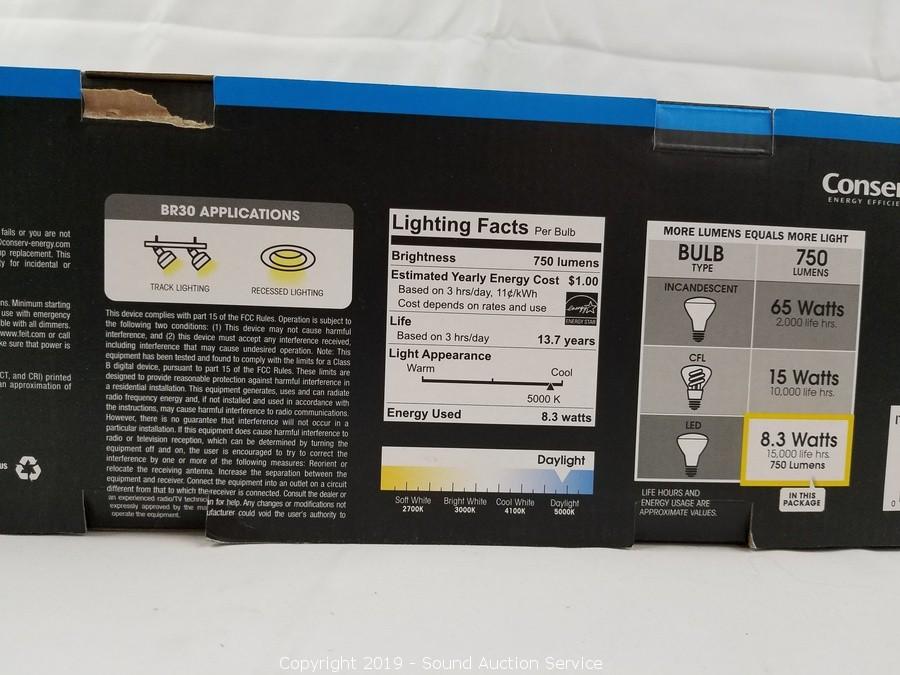 fails or you are not
@conserv-energy.com
replacement. This
ty for incidental or
ns. Minimum starting
use with emergency
ble with all dimmers.
www.feit.com or call
ke sure that power is
CT, and CRI) printed
an approximation of
us
BR30 APPLICATIONS
TRACK LIGHTING
RECESSED LIGHTING
This device complies with part 15 of the FCC Rules. Operation is subject to
the following two conditions: (1) This device may not cause harmful
interference, and (2) this device must accept any interference received,
including interference that may cause undesired operation. Note: This
equipment has been tested and found to comply with the limits for a Class
B digital device, pursuant to part 15 of the FCC Rules. These limits are
designed to provide reasonable protection against harmful interference in
a residential installation. This equipment generates, uses and can radiate
radio frequency energy and, if not installed and used in accordance with
the instructions, may cause harmful interference to radio communications.
However, there is no guarantee that interference will not occur in a
particular installation. If this equipment does cause harmful interference to
radio or television reception, which can be determined by turning the
equipment off and on, the user is encouraged to try to correct the
interference by one or more of the following measures: Reorient or
relocate the receiving antenna. Increase the separation between the
equipment and receiver. Connect the equipment into an outlet on a circuit
different from that to which the receiver is connected. Consult the dealer or
an experienced radio/TV technician for help. Any changes or modifications not
expressly approved by the manufacturer could void the user's authority to
operate the equipment.
Lighting Facts Per Bulb
Brightness 750 lumens
Estimated Yearly Energy Cost $1.00
Based on 3 hrs/day, 11¢/kWh
Cost depends on rates and use
ENERGY STAR
Life
Based on 3 hrs/day 13.7 years
Light Appearance
Warm Cool
5000 K
Energy Used 8.3 watts
Daylight
Soft White Bright White Cool White Daylight
2700K 3000K 4100K 5000K
Conser
ENERGY EFFICIE
MORE LUMENS EQUALS MORE LIGHT
BULB TYPE
750 LUMENS
INCANDESCENT
65 Watts
2,000 life hrs.
CFL
15 Watts
10,000 life hrs.
LED
8.3 Watts
15,000 life hrs.
750 Lumens
IN THIS
PACKAGE
LIFE HOURS AND
ENERGY USAGE ARE
APPROXIMATE VALUES.
0
Copyright 2019 - Sound Auction Service